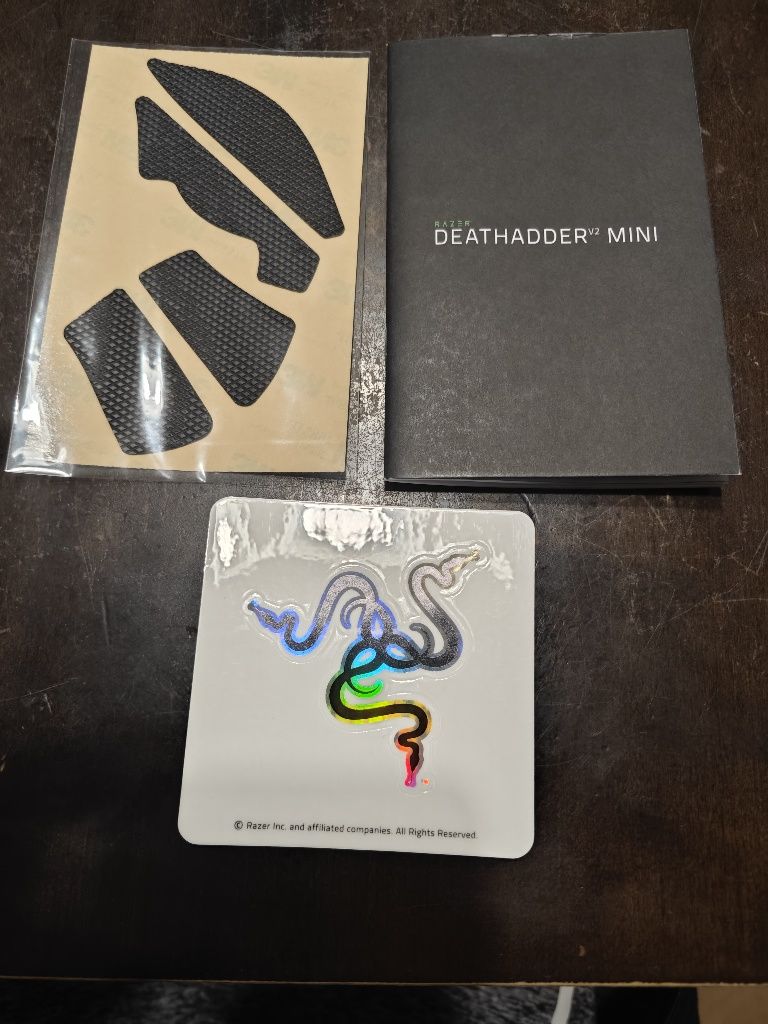 RAZER
DEATHADDER V2 MINI
© Razer Inc. and affiliated companies. All Rights Reserved.